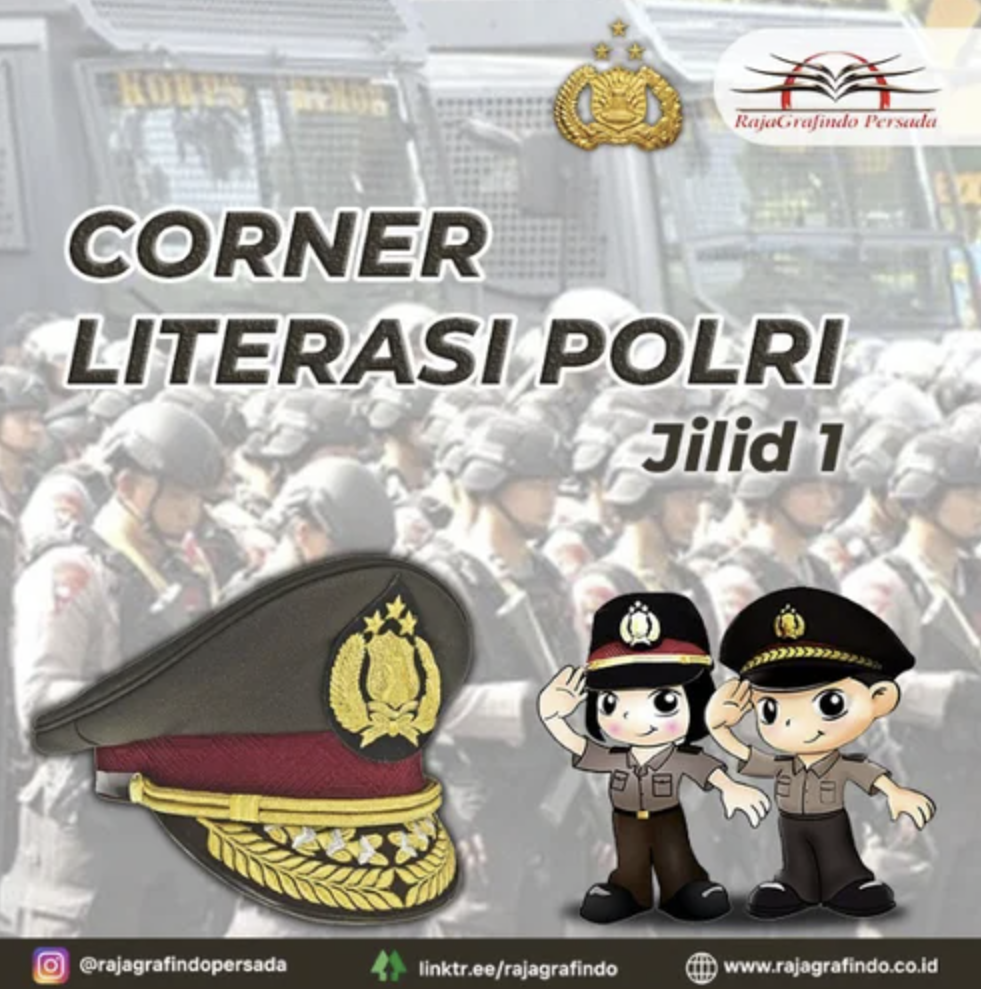 RajaGrafindo Persada
CORNER
LITERASI POLRI
Jilid 1
@rajagrafindopersada
linktr.ee/rajagrafindo
www.rajagrafindo.co.id